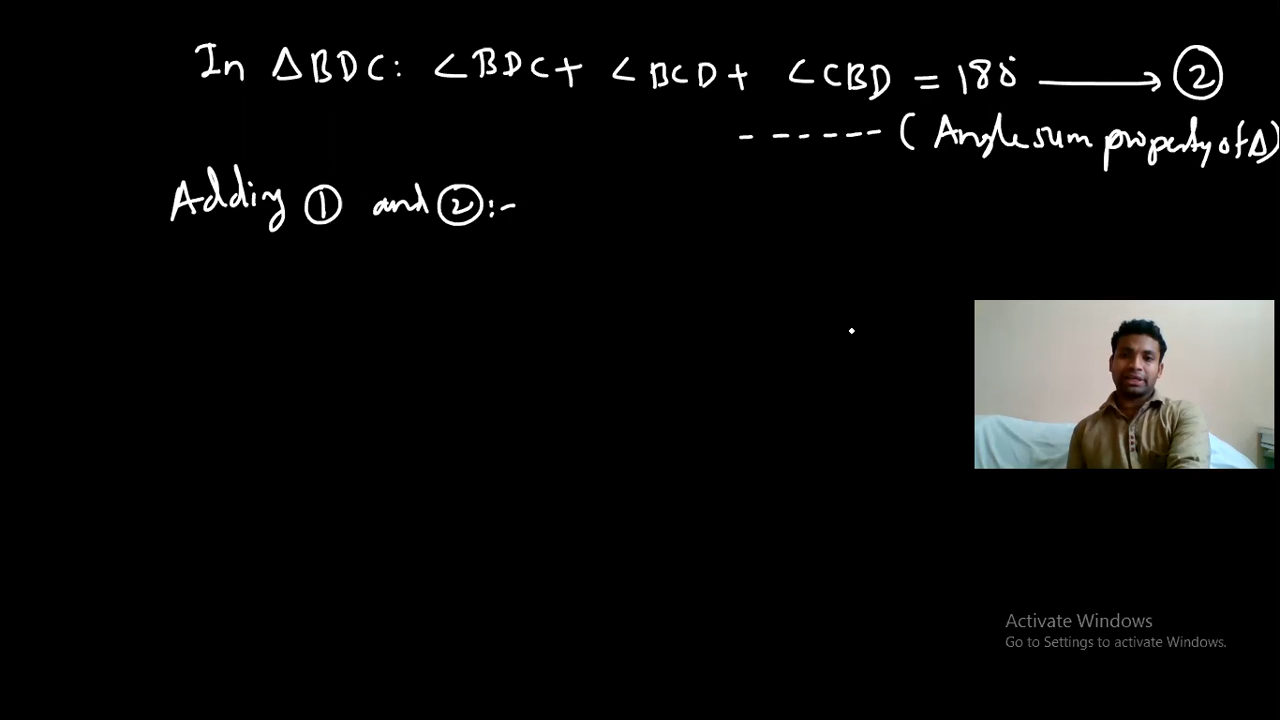 In ΔBDC: ∠BDC + ∠BCD + ∠CBD = 180° ⟶ ②
------ (Angle sum property of Δ)
Adding ① and ②:-
Activate Windows
Go to Settings to activate Windows.